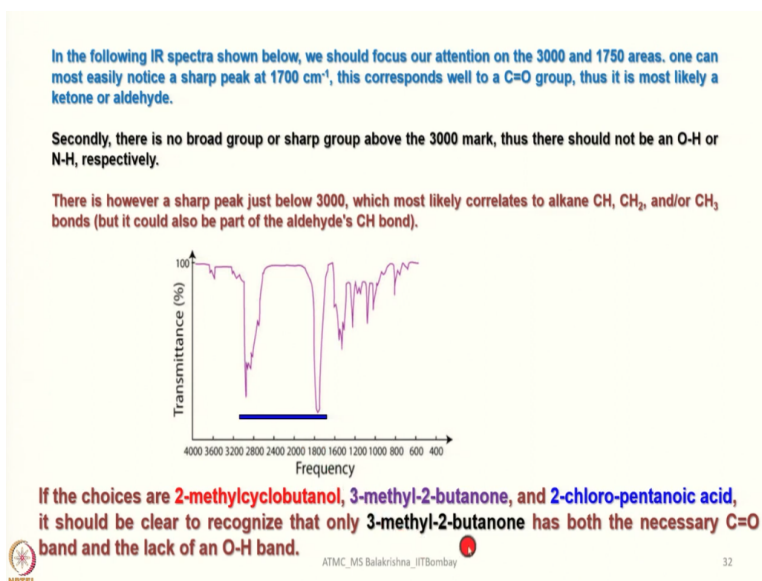 In the following IR spectra shown below, we should focus our attention on the 3000 and 1750 areas. one can
most easily notice a sharp peak at 1700 cm⁻¹, this corresponds well to a C=O group, thus it is most likely a
ketone or aldehyde.
Secondly, there is no broad group or sharp group above the 3000 mark, thus there should not be an O-H or
N-H, respectively.
There is however a sharp peak just below 3000, which most likely correlates to alkane CH, CH₂, and/or CH₃
bonds (but it could also be part of the aldehyde's CH bond).
100
Transmittance (%)
4000 3600 3200 2800 2400 2000 1800 1600 1200 1000 800 600 400
Frequency
If the choices are 2-methylcyclobutanol, 3-methyl-2-butanone, and 2-chloro-pentanoic acid,
it should be clear to recognize that only 3-methyl-2-butanone has both the necessary C=O
band and the lack of an O-H band.
ATMC_MS Balakrishna_IITBombay
32
NPTEL